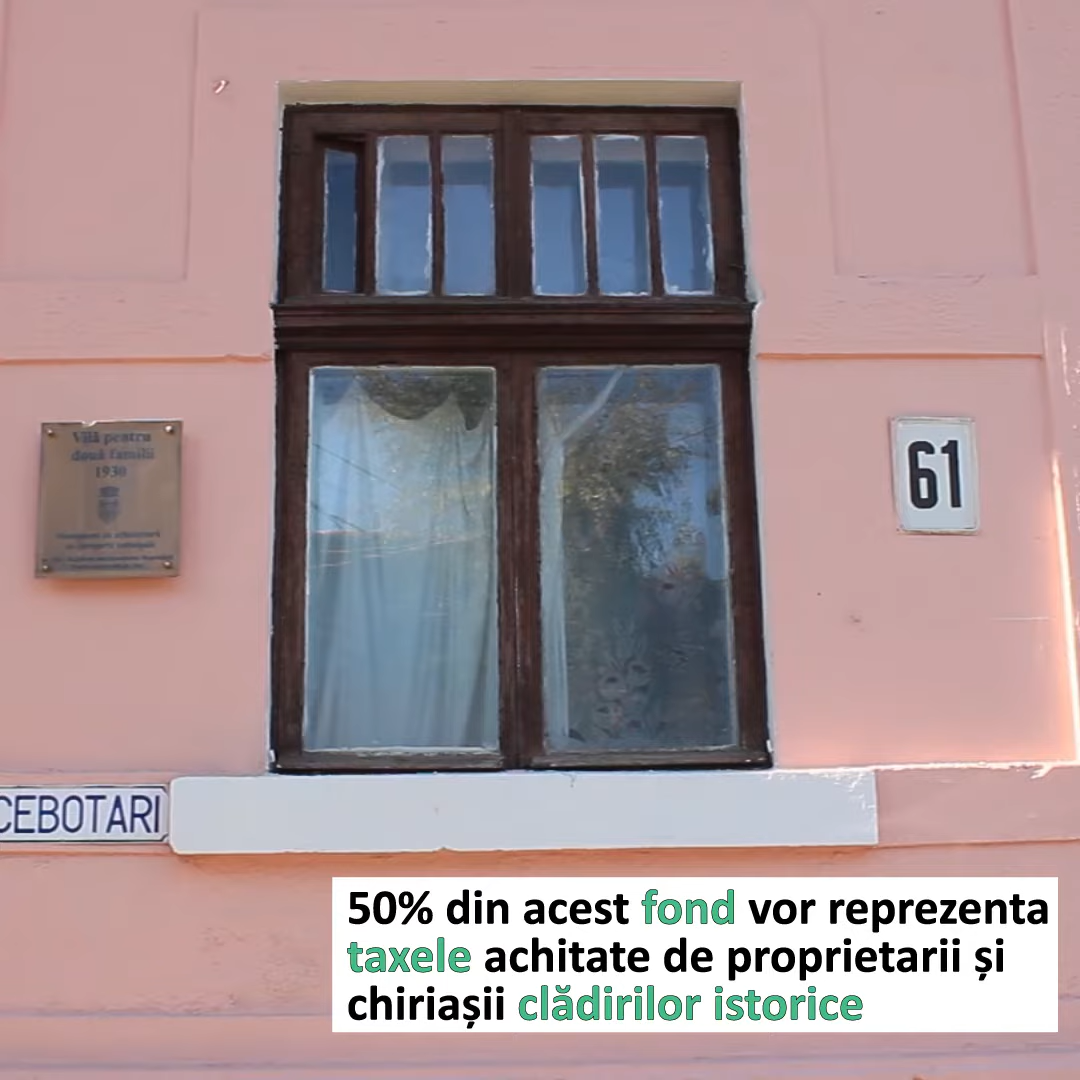 Vilă pentru
două familii
1930
61
CEBOTARI
50% din acest fond vor reprezenta
taxele achitate de proprietarii și
chiriașii clădirilor istorice